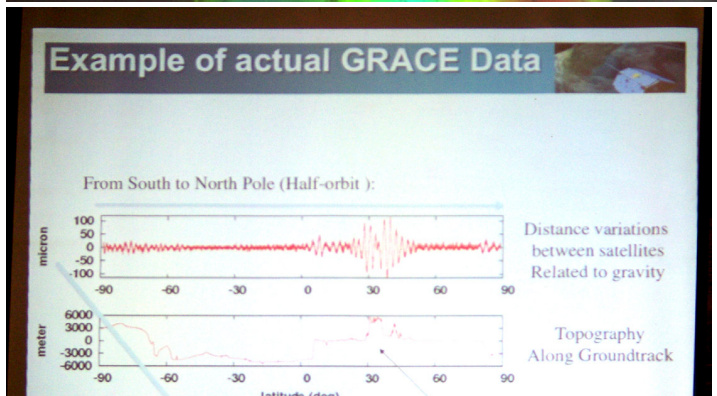 Example of actual GRACE Data
From South to North Pole (Half-orbit ):
micron
100
50
0
-50
-100
-90 -60 -30 0 30 60 90
Distance variations
between satellites
Related to gravity
meter
6000
3000
0
-3000
-6000
-90 -60 -30 0 30 60 90
latitude (deg)
Topography
Along Groundtrack